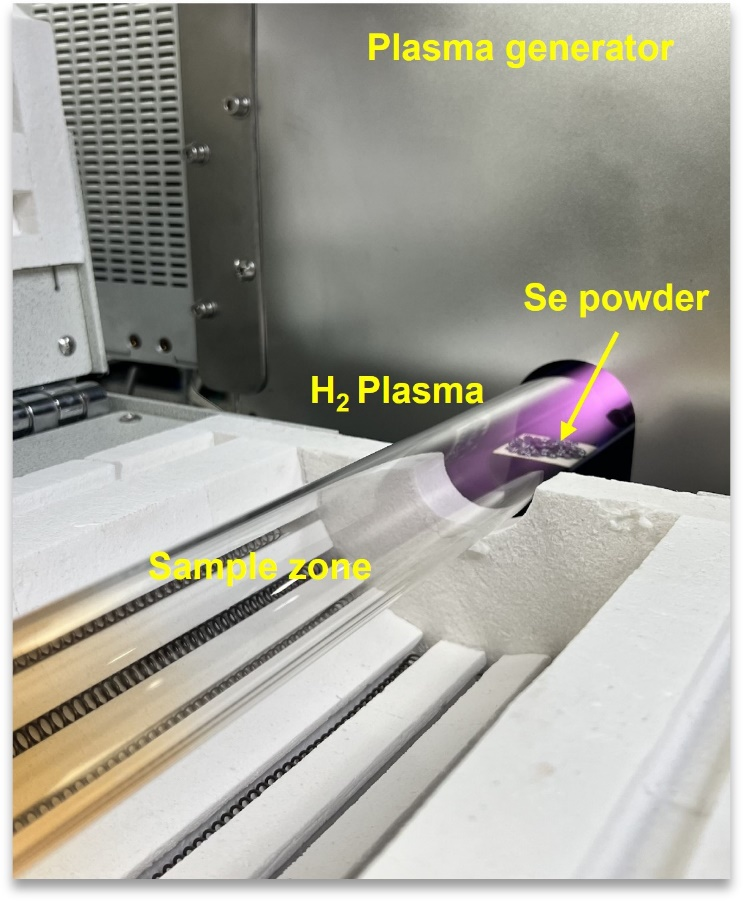 Plasma generator
Se powder
H₂ Plasma
Sample zone